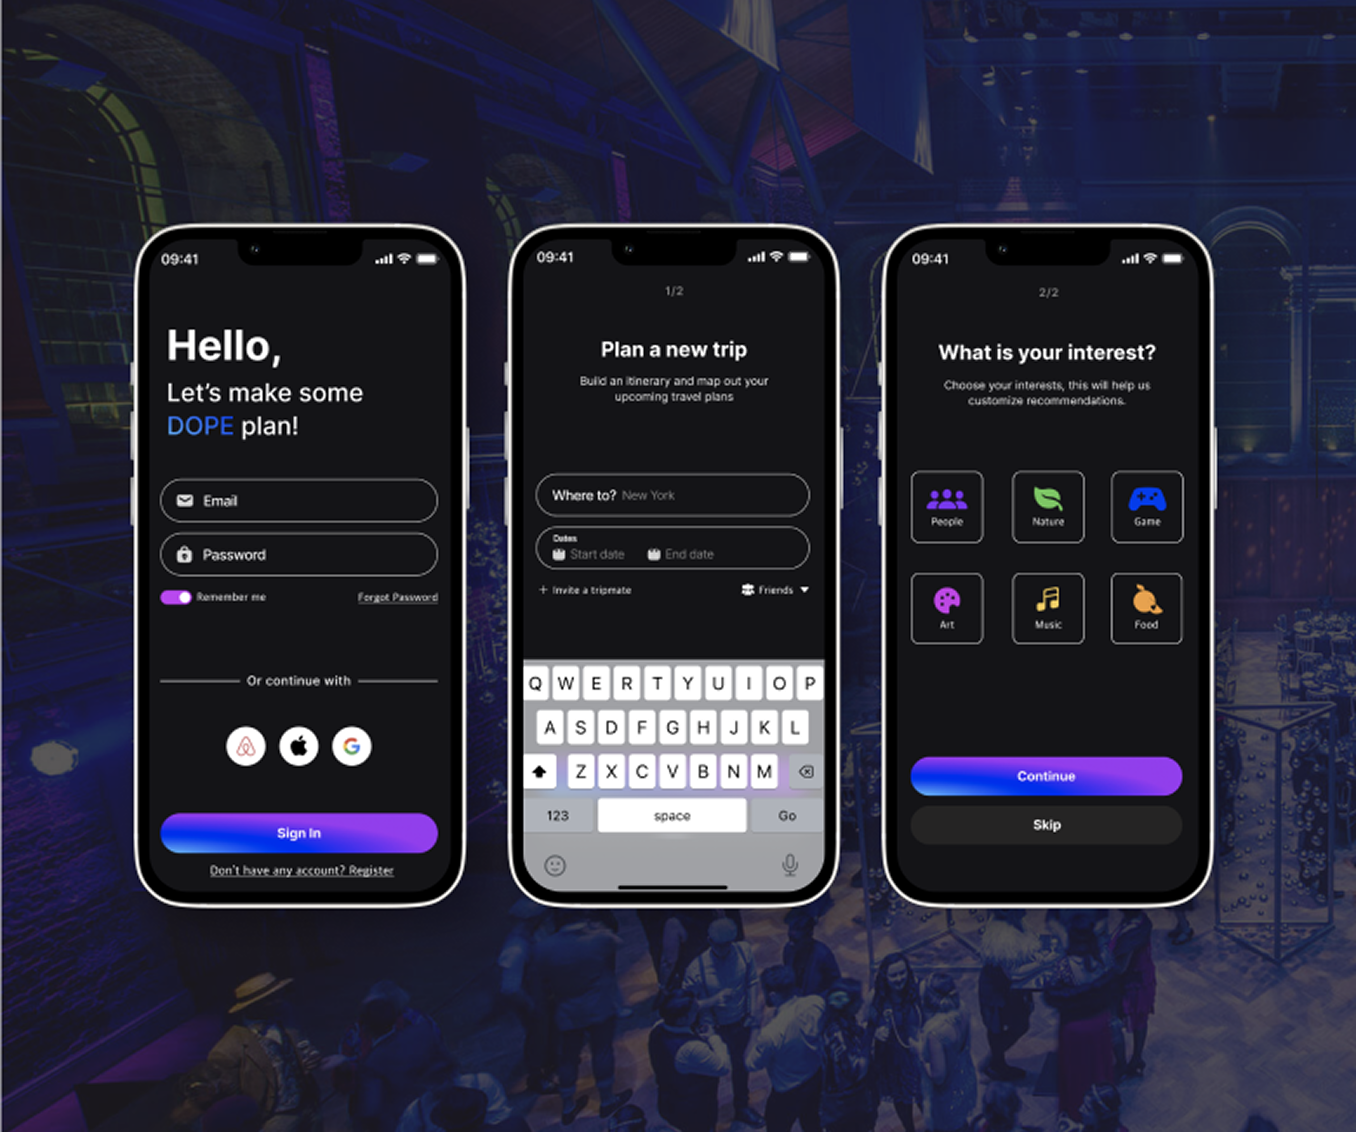 09:41
Hello,
Let's make some
DOPE plan!
Email
Password
Remember me
Forgot Password
Or continue with
G
Sign In
Don't have any account? Register
09:41
1/2
Plan a new trip
Build an itinerary and map out your
upcoming travel plans
Where to? New York
Dates
Start date End date
+ Invite a tripmate
Friends
Q W E R T Y U I O P
A S D F G H J K L
Z X C V B N M
123 space Go
09:41
2/2
What is your interest?
Choose your interests, this will help us
customize recommendations.
People Nature Game
Art Music Food
Continue
Skip